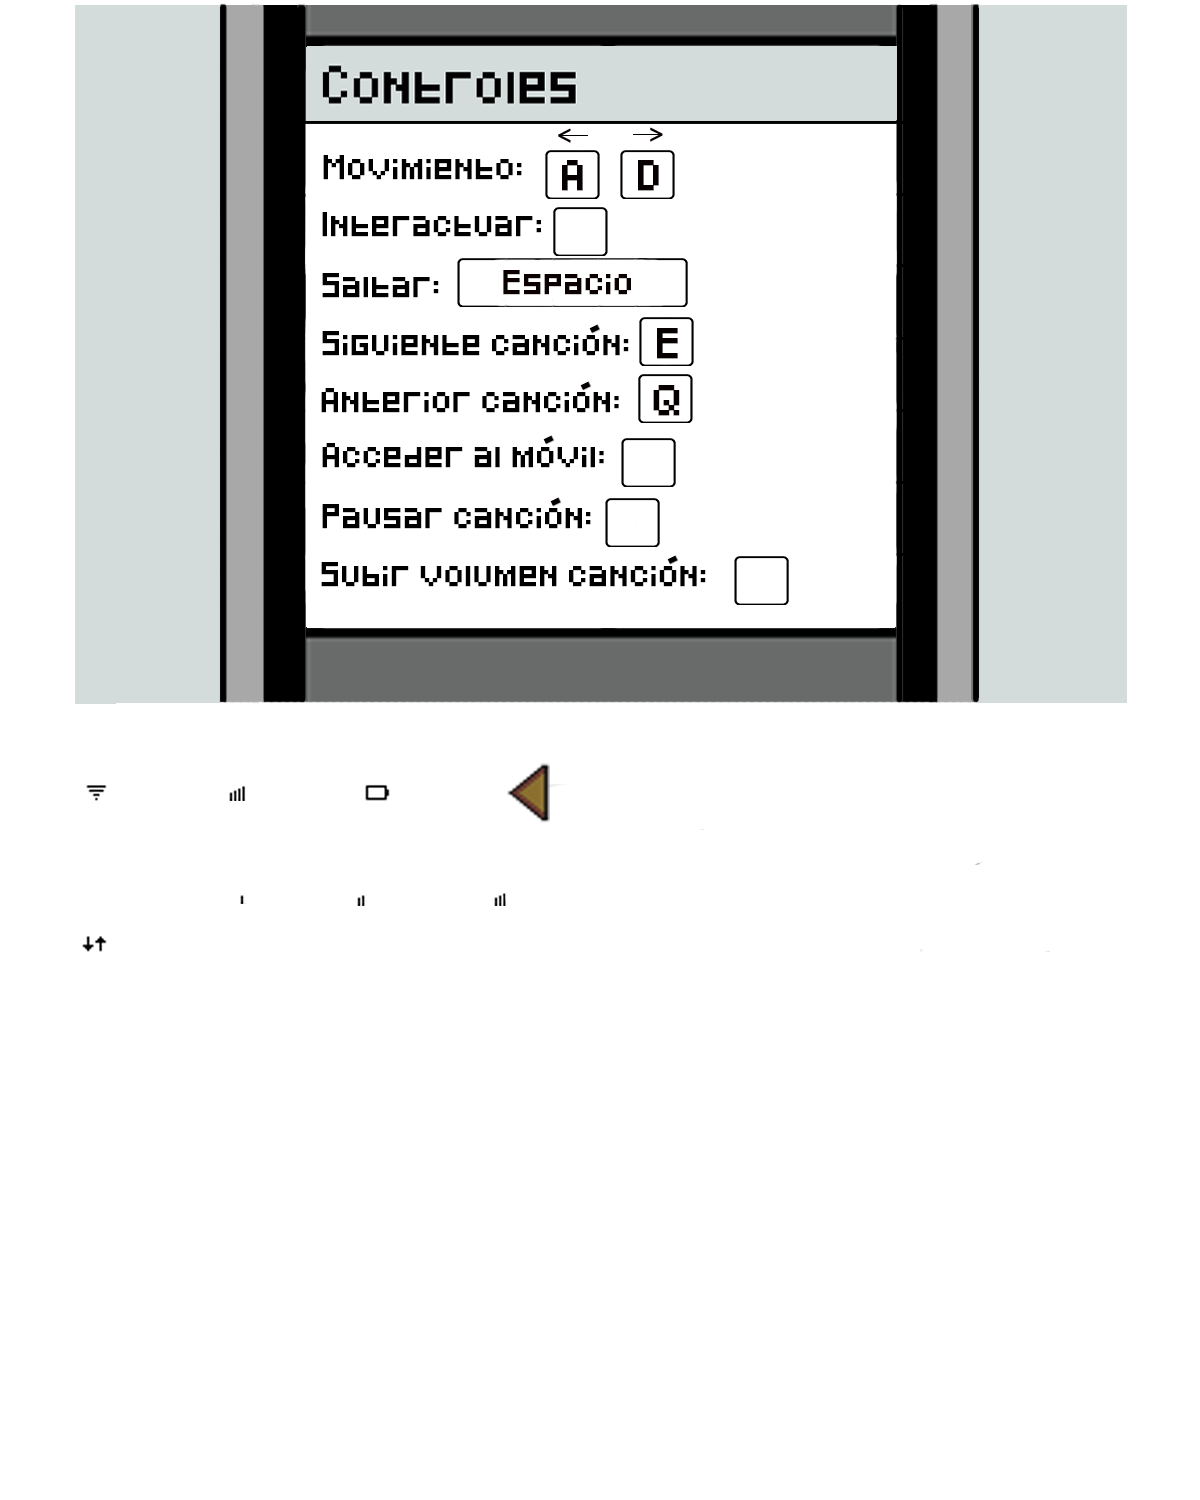 Controles
Movimiento: A D
Interactuar:
Saltar: Espacio
Siguiente canción: E
Anterior canción: Q
Acceder al móvil:
Pausar canción:
Subir volumen canción: